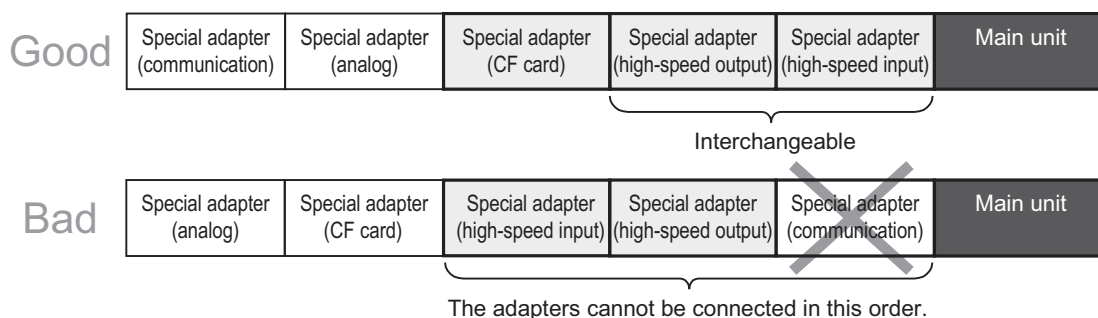 Good
Special adapter
(communication)
Special adapter
(analog)
Special adapter
(CF card)
Special adapter
(high-speed output)
Special adapter
(high-speed input)
Main unit
Interchangeable
Bad
Special adapter
(analog)
Special adapter
(CF card)
Special adapter
(high-speed input)
Special adapter
(high-speed output)
Special adapter
(communication)
Main unit
The adapters cannot be connected in this order.